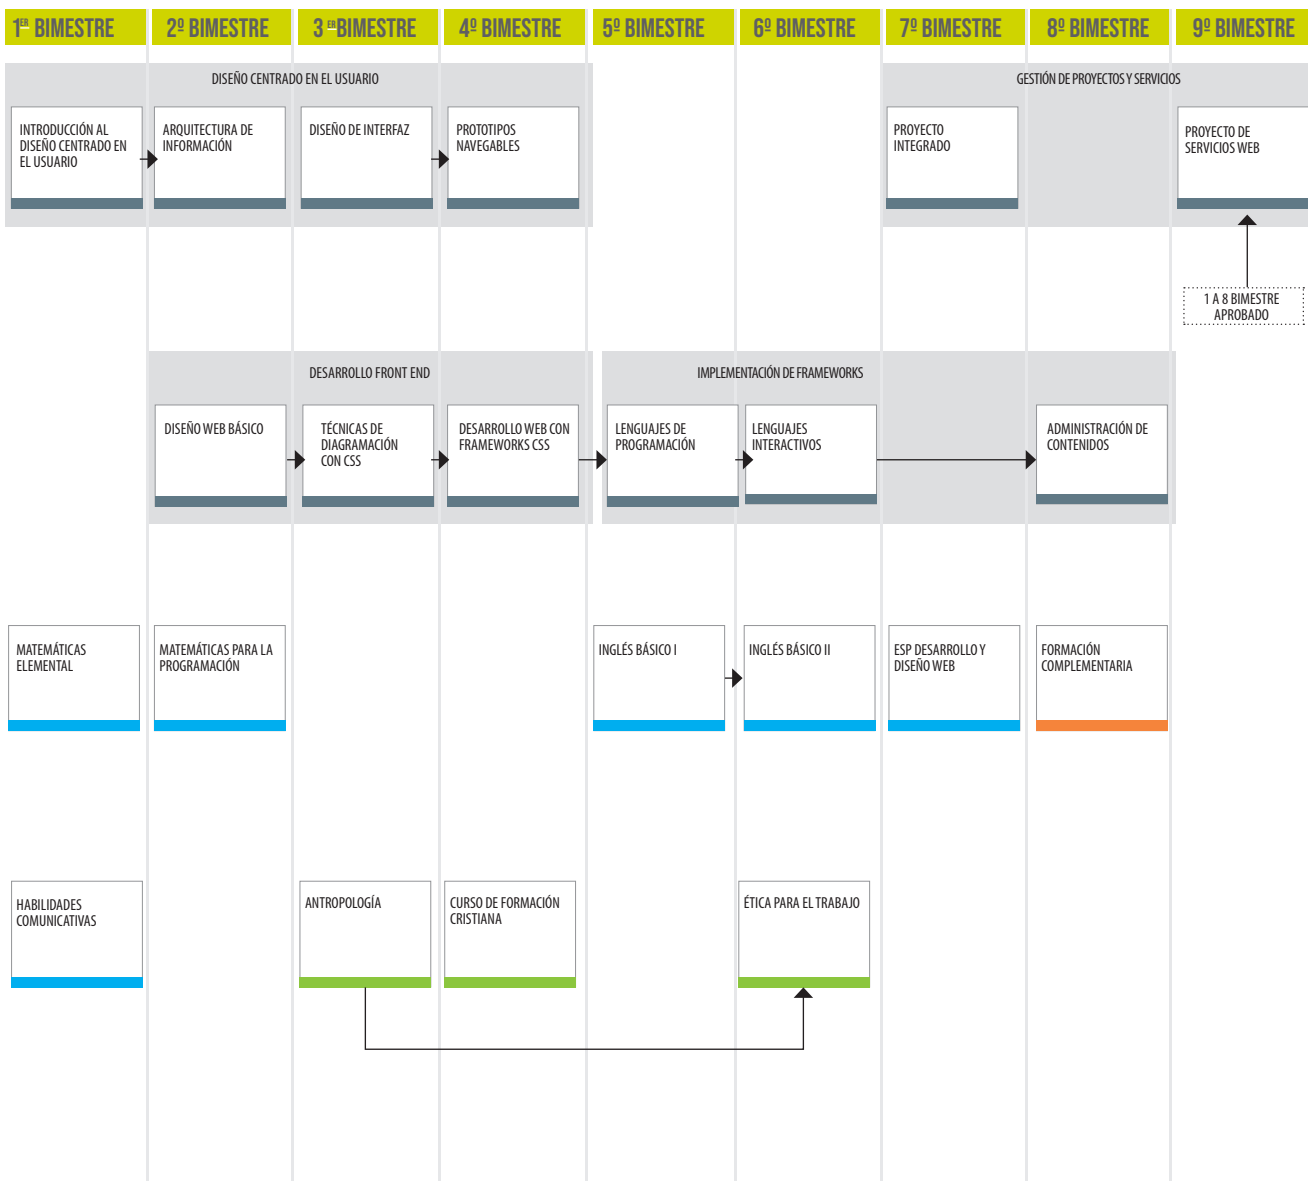 1ER BIMESTRE
2º BIMESTRE
3 ER BIMESTRE
4º BIMESTRE
5º BIMESTRE
6º BIMESTRE
7º BIMESTRE
8º BIMESTRE
9º BIMESTRE
DISEÑO CENTRADO EN EL USUARIO
GESTIÓN DE PROYECTOS Y SERVICIOS
INTRODUCCIÓN AL
DISEÑO CENTRADO EN
EL USUARIO
ARQUITECTURA DE
INFORMACIÓN
DISEÑO DE INTERFAZ
PROTOTIPOS
NAVEGABLES
PROYECTO
INTEGRADO
PROYECTO DE
SERVICIOS WEB
1 A 8 BIMESTRE
APROBADO
DESARROLLO FRONT END
IMPLEMENTACIÓN DE FRAMEWORKS
DISEÑO WEB BÁSICO
TÉCNICAS DE
DIAGRAMACIÓN
CON CSS
DESARROLLO WEB CON
FRAMEWORKS CSS
LENGUAJES DE
PROGRAMACIÓN
LENGUAJES
INTERACTIVOS
ADMINISTRACIÓN DE
CONTENIDOS
MATEMÁTICAS
ELEMENTAL
MATEMÁTICAS PARA LA
PROGRAMACIÓN
INGLÉS BÁSICO I
INGLÉS BÁSICO II
ESP DESARROLLO Y
DISEÑO WEB
FORMACIÓN
COMPLEMENTARIA
HABILIDADES
COMUNICATIVAS
ANTROPOLOGÍA
CURSO DE FORMACIÓN
CRISTIANA
ÉTICA PARA EL TRABAJO